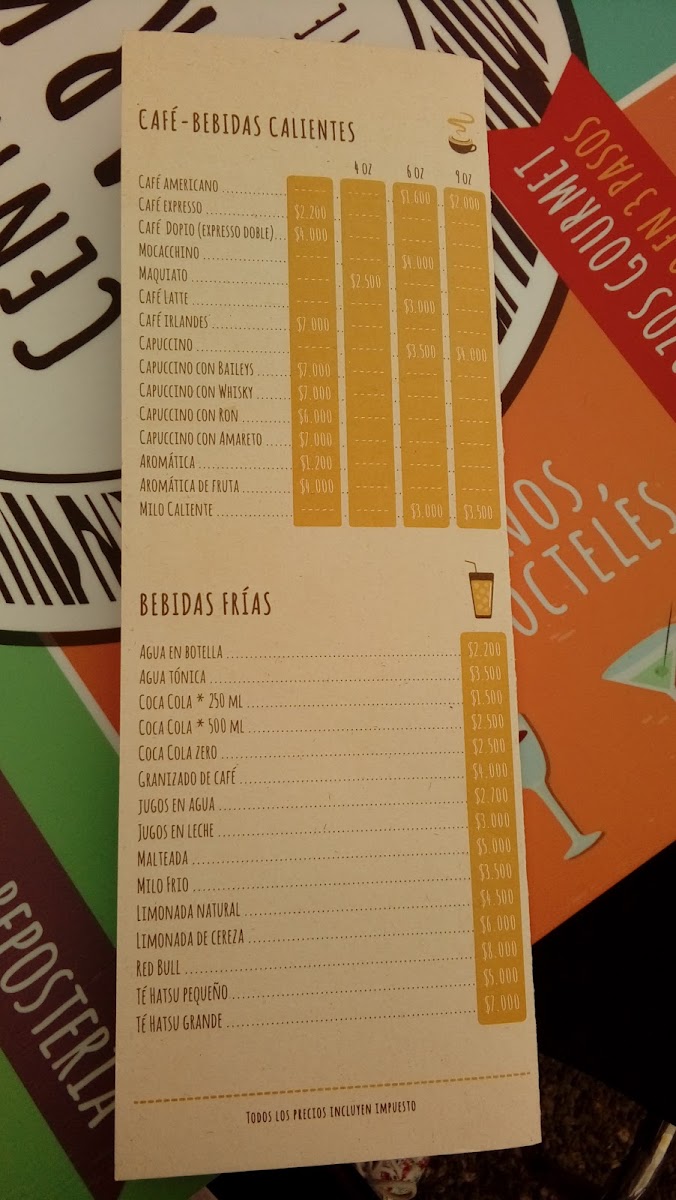 CAFÉ-BEBIDAS CALIENTES
4 OZ 6 OZ 9 OZ
CAFÉ AMERICANO $1.600 $2.000
CAFÉ EXPRESO $2.200
CAFÉ DOPIO (EXPRESO DOBLE) $4.000
MOCACCHINO $4.000
MAQUIATO $2.500
CAFÉ LATTE $3.000
CAFÉ IRLANDES $7.000
CAPUCCINO $3.500 $4.000
CAPUCCINO CON BAILEYS $7.000
CAPUCCINO CON WHISKY $7.000
CAPUCCINO CON RON $6.000
CAPUCCINO CON AMARETO $7.000
AROMÁTICA $1.200
AROMÁTICA DE FRUTA $4.000
MILO CALIENTE $3.000 $3.500
BEBIDAS FRÍAS
AGUA EN BOTELLA $2.200
AGUA TÓNICA $3.500
COCA COLA * 250 ML $1.500
COCA COLA * 500 ML $2.500
COCA COLA ZERO $2.500
GRANIZADO DE CAFÉ $4.000
JUGOS EN AGUA $2.700
JUGOS EN LECHE $3.000
MALTEADA $5.000
MILO FRIO $3.500
LIMONADA NATURAL $4.500
LIMONADA DE CEREZA $6.000
RED BULL $8.000
TÉ HATSU PEQUEÑO $5.000
TÉ HATSU GRANDE $7.000
TODOS LOS PRECIOS INCLUYEN IMPUESTO
GOURMET
EN 3 PASOS
REPOSTERÍA